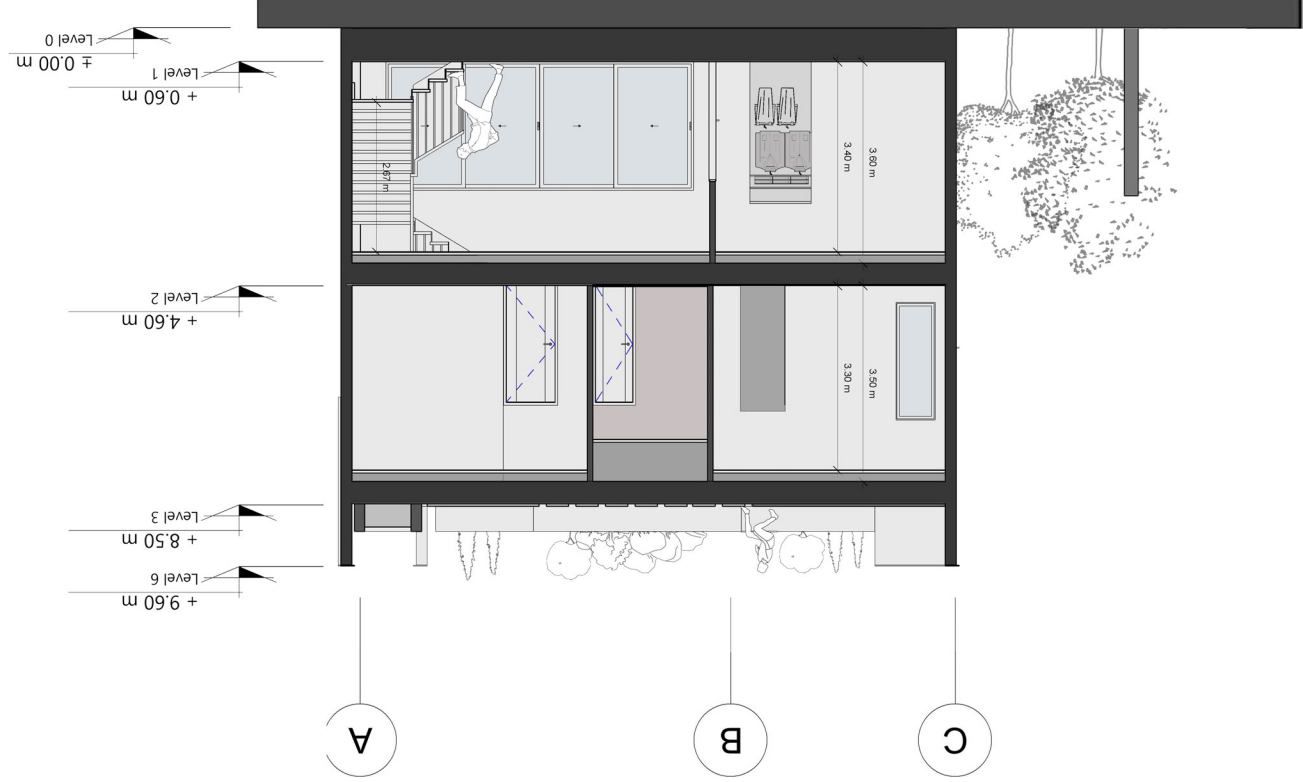 C
B
A
+ 9.60 m
Level 6
+ 8.50 m
Level 3
3.50 m
3.30 m
+ 4.60 m
Level 2
3.60 m
3.40 m
2.67 m
+ 0.60 m
Level 1
± 0.00 m
Level 0